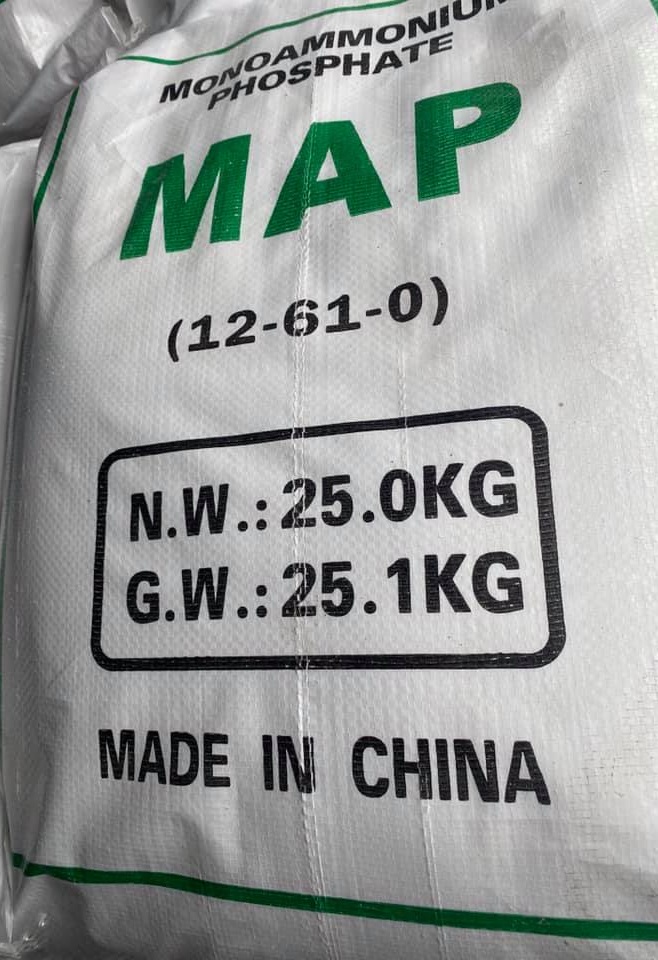 MONOAMMONIUM
PHOSPHATE
MAP
(12-61-0)
N.W.:25.0KG
G.W.:25.1KG
MADE IN CHINA